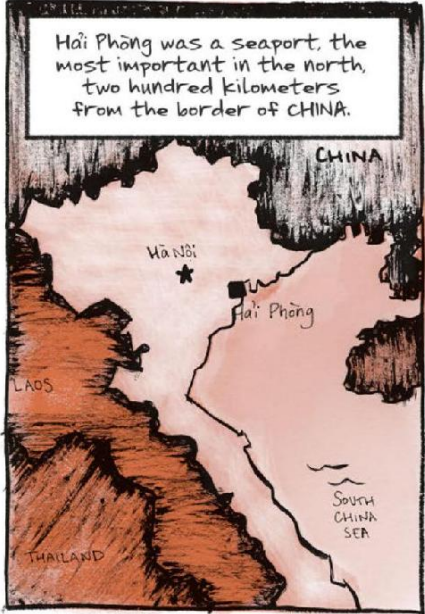 Hải Phòng was a seaport, the
most important in the north,
two hundred kilometers
from the border of CHINA.
CHINA
Hà Nôi
Hải Phòng
LAOS
SOUTH
CHINA
SEA
THAILAND